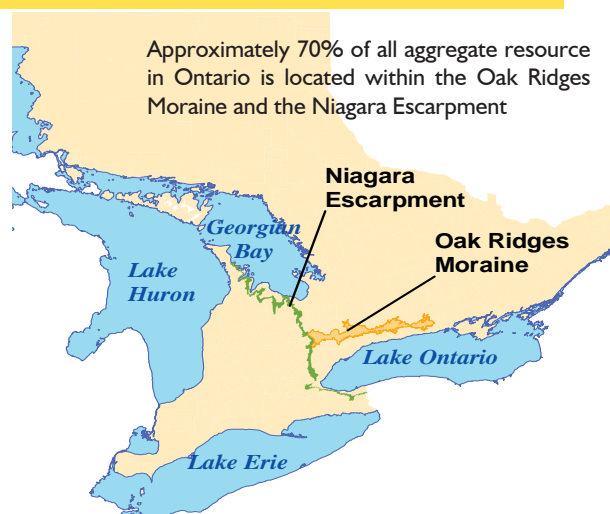 Approximately 70% of all aggregate resource
in Ontario is located within the Oak Ridges
Moraine and the Niagara Escarpment
Niagara
Escarpment
Georgian
Bay
Oak Ridges
Moraine
Lake
Huron
Lake Ontario
Lake Erie